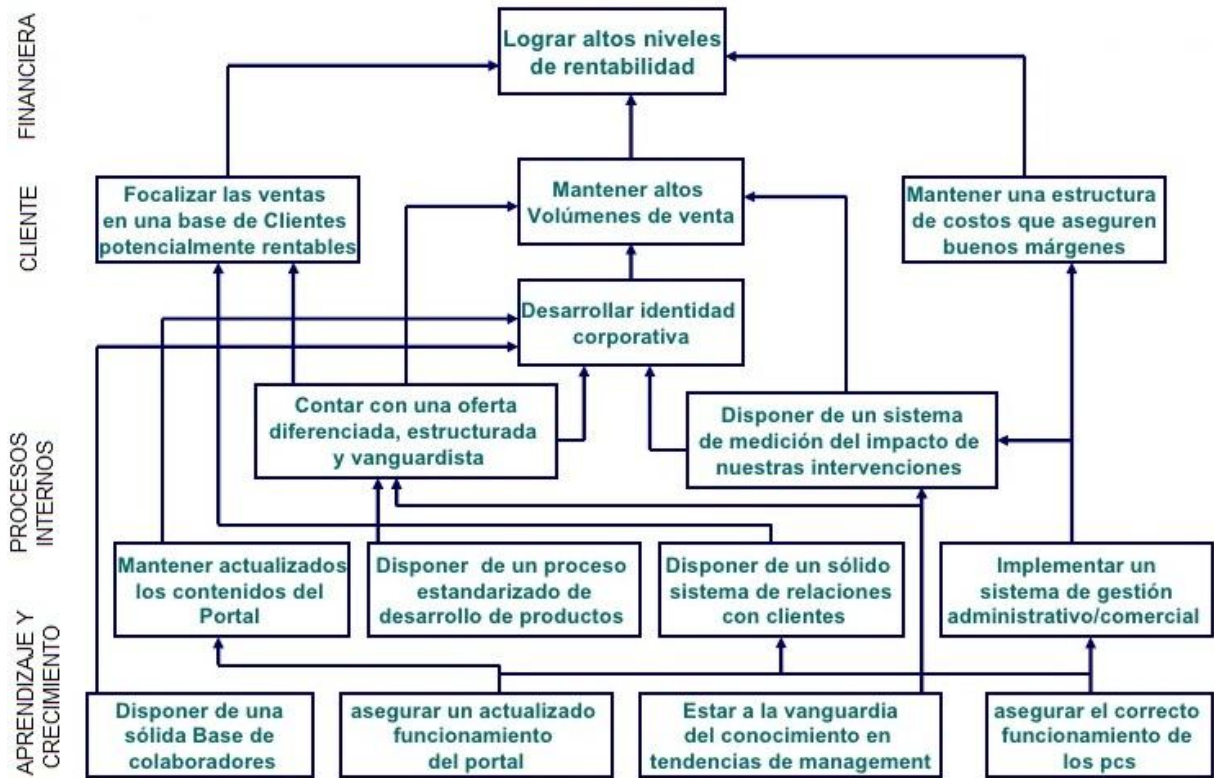 FINANCIERA
Lograr altos niveles
de rentabilidad
CLIENTE
Focalizar las ventas
en una base de Clientes
potencialmente rentables
Mantener altos
Volúmenes de venta
Mantener una estructura
de costos que aseguren
buenos márgenes
Desarrollar identidad
corporativa
PROCESOS
INTERNOS
Contar con una oferta
diferenciada, estructurada
y vanguardista
Disponer de un sistema
de medición del impacto de
nuestras intervenciones
Mantener actualizados
los contenidos del
Portal
Disponer de un proceso
estandarizado de
desarrollo de productos
Disponer de un sólido
sistema de relaciones
con clientes
Implementar un
sistema de gestión
administrativo/comercial
APRENDIZAJE Y
CRECIMIENTO
Disponer de una
sólida Base de
colaboradores
asegurar un actualizado
funcionamiento
del portal
Estar a la vanguardia
del conocimiento en
tendencias de management
asegurar el correcto
funcionamiento de
los pcs